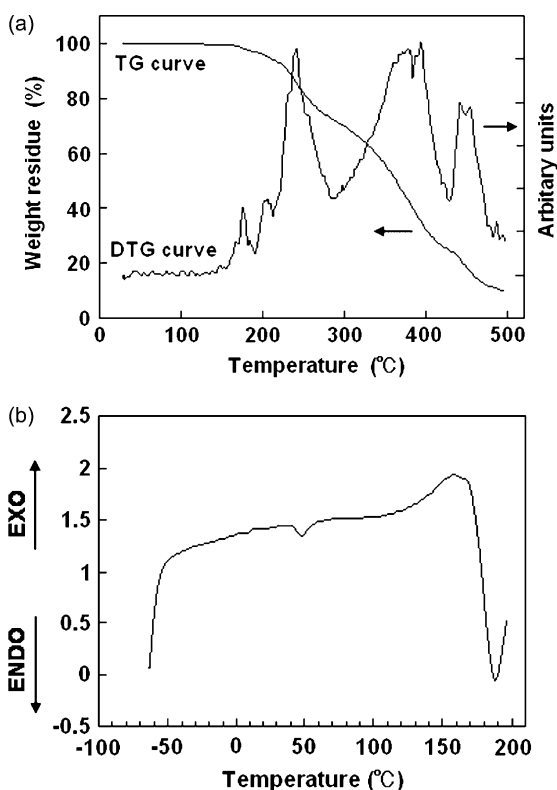 (a)
100
80
60
40
20
0
Weight residue (%)
TG curve
DTG curve
Arbitary units
0 100 200 300 400 500
Temperature (℃)
(b)
2.5
2
1.5
1
0.5
0
-0.5
EXO
ENDO
-100 -50 0 50 100 150 200
Temperature (℃)